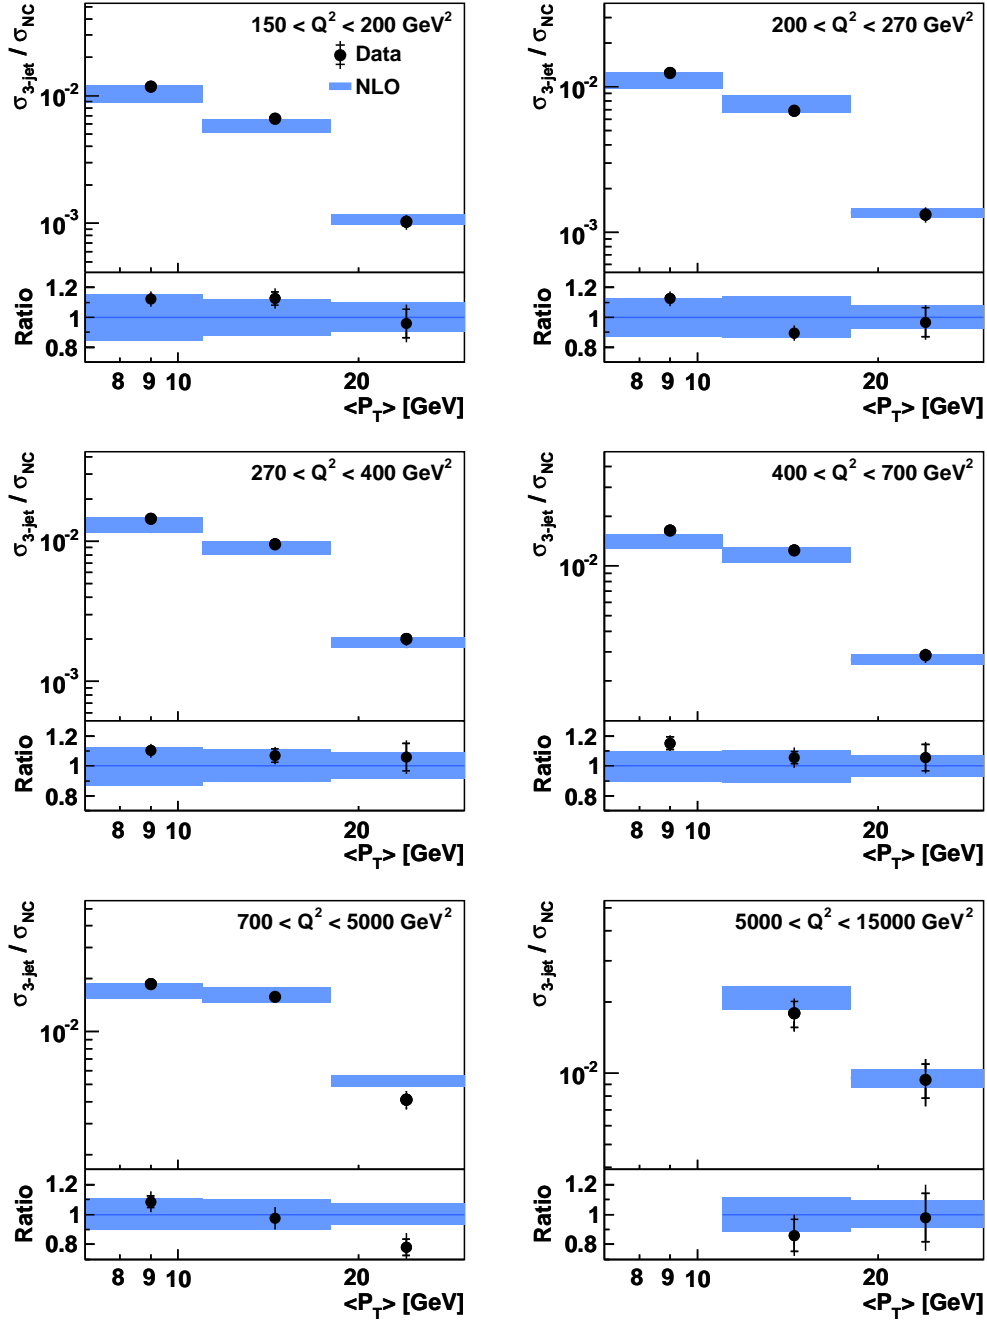 150 < Q² < 200 GeV²
Data
NLO
σ3-jet / σNC
10⁻²
10⁻³
Ratio
1.2
1
0.8
8 9 10 20
<P_T> [GeV]
200 < Q² < 270 GeV²
σ3-jet / σNC
10⁻²
10⁻³
Ratio
1.2
1
0.8
8 9 10 20
<P_T> [GeV]
270 < Q² < 400 GeV²
σ3-jet / σNC
10⁻²
10⁻³
Ratio
1.2
1
0.8
8 9 10 20
<P_T> [GeV]
400 < Q² < 700 GeV²
σ3-jet / σNC
10⁻²
Ratio
1.2
1
0.8
8 9 10 20
<P_T> [GeV]
700 < Q² < 5000 GeV²
σ3-jet / σNC
10⁻²
Ratio
1.2
1
0.8
8 9 10 20
<P_T> [GeV]
5000 < Q² < 15000 GeV²
σ3-jet / σNC
10⁻²
Ratio
1.2
1
0.8
8 9 10 20
<P_T> [GeV]